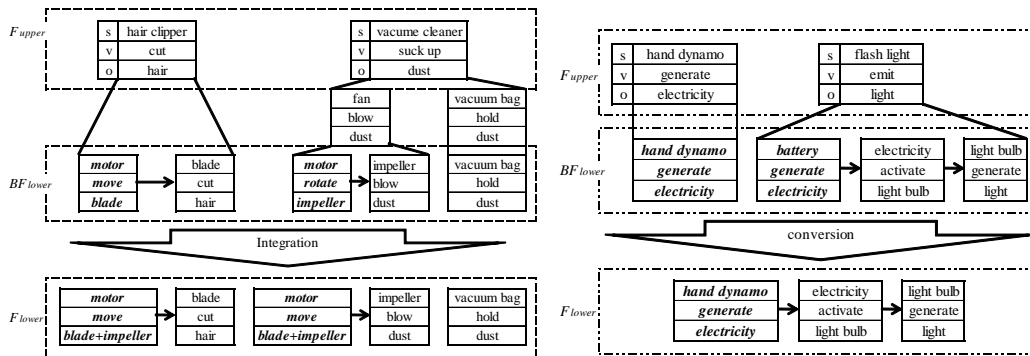 F upper
s hair clipper
v cut
o hair
s vacume cleaner
v suck up
o dust
fan
blow
dust
vacuum bag
hold
dust
BF lower
motor
move
blade
blade
cut
hair
motor
rotate
impeller
impeller
blow
dust
vacuum bag
hold
dust
Integration
F lower
motor
move
blade+impeller
blade
cut
hair
motor
move
blade+impeller
impeller
blow
dust
vacuum bag
hold
dust
F upper
s hand dynamo
v generate
o electricity
s flash light
v emit
o light
BF lower
hand dynamo
generate
electricity
battery
generate
electricity
electricity
activate
light bulb
light bulb
generate
light
conversion
F lower
hand dynamo
generate
electricity
electricity
activate
light bulb
light bulb
generate
light